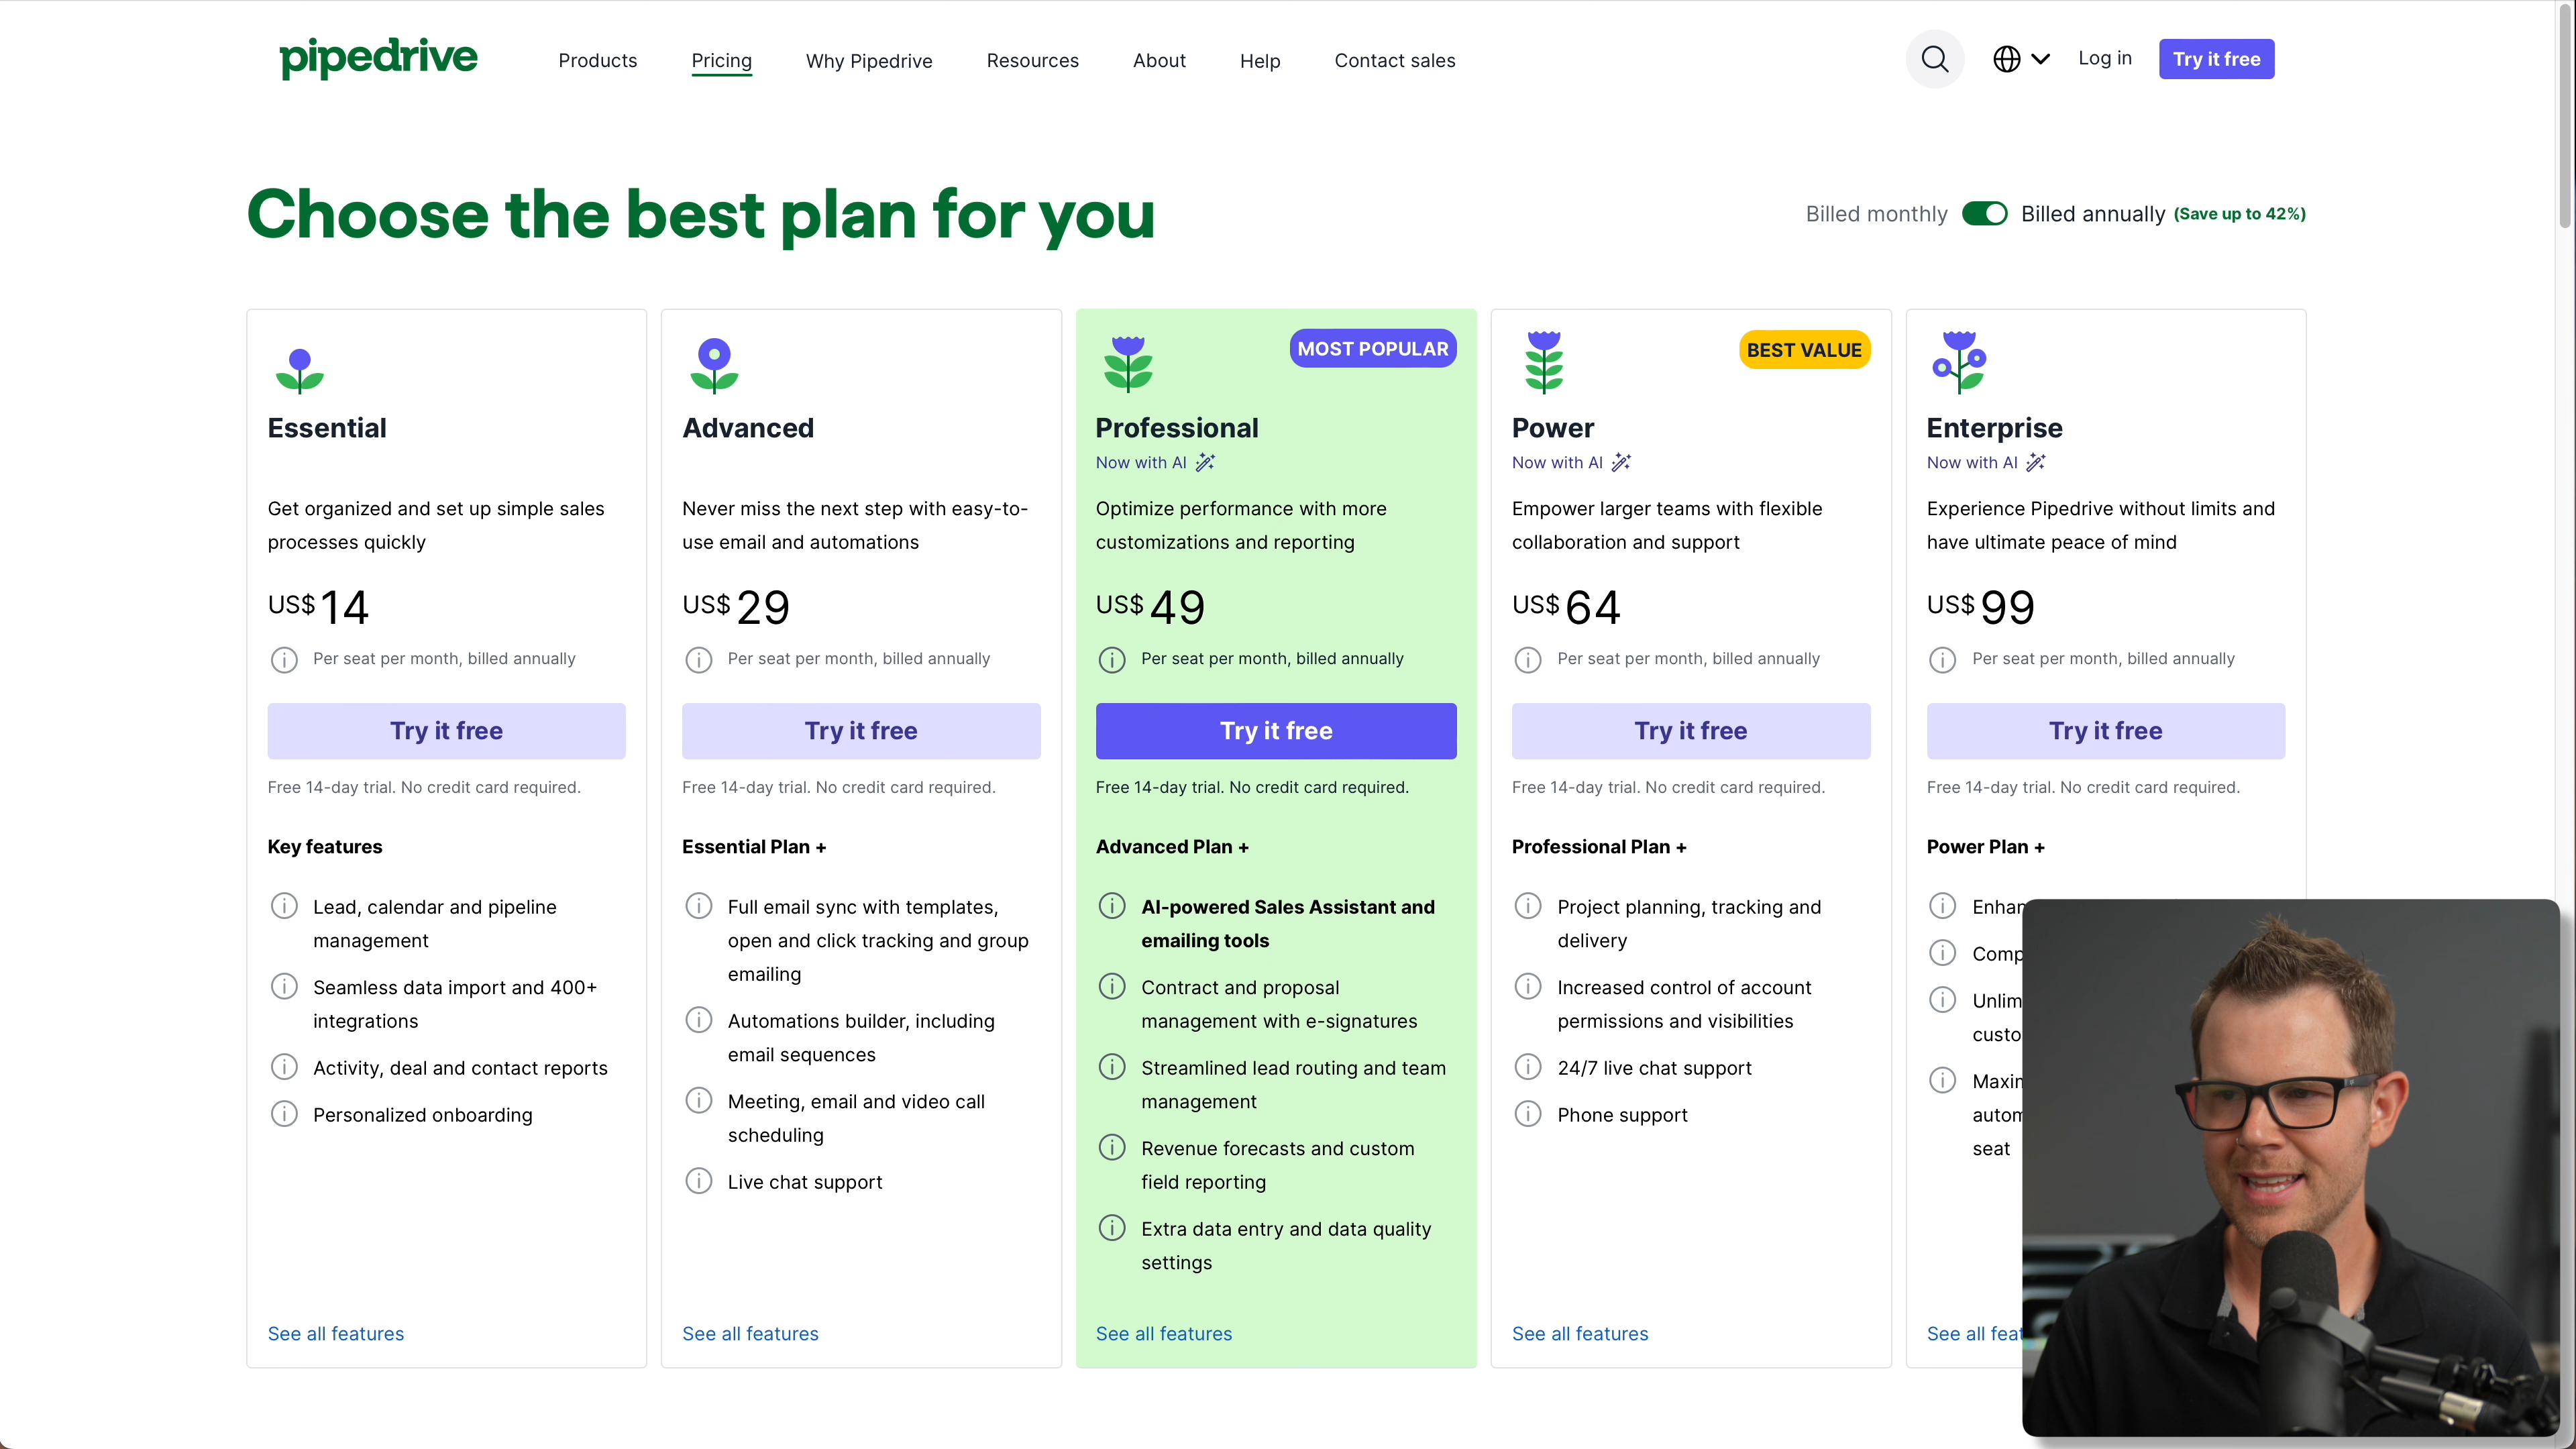 pipedrive
Products
Pricing
Why Pipedrive
Resources
About
Help
Contact sales
Log in
Try it free
Choose the best plan for you
Billed monthly
Billed annually (Save up to 42%)
Essential
Get organized and set up simple sales
processes quickly
US$ 14
Per seat per month, billed annually
Try it free
Free 14-day trial. No credit card required.
Key features
Lead, calendar and pipeline
management
Seamless data import and 400+
integrations
Activity, deal and contact reports
Personalized onboarding
See all features
Advanced
Never miss the next step with easy-to-
use email and automations
US$ 29
Per seat per month, billed annually
Try it free
Free 14-day trial. No credit card required.
Essential Plan +
Full email sync with templates,
open and click tracking and group
emailing
Automations builder, including
email sequences
Meeting, email and video call
scheduling
Live chat support
See all features
MOST POPULAR
Professional
Now with AI
Optimize performance with more
customizations and reporting
US$ 49
Per seat per month, billed annually
Try it free
Free 14-day trial. No credit card required.
Advanced Plan +
AI-powered Sales Assistant and
emailing tools
Contract and proposal
management with e-signatures
Streamlined lead routing and team
management
Revenue forecasts and custom
field reporting
Extra data entry and data quality
settings
See all features
BEST VALUE
Power
Now with AI
Empower larger teams with flexible
collaboration and support
US$ 64
Per seat per month, billed annually
Try it free
Free 14-day trial. No credit card required.
Professional Plan +
Project planning, tracking and
delivery
Increased control of account
permissions and visibilities
24/7 live chat support
Phone support
See all features
Enterprise
Now with AI
Experience Pipedrive without limits and
have ultimate peace of mind
US$ 99
Per seat per month, billed annually
Try it free
Free 14-day trial. No credit card required.
Power Plan +
seat
See all